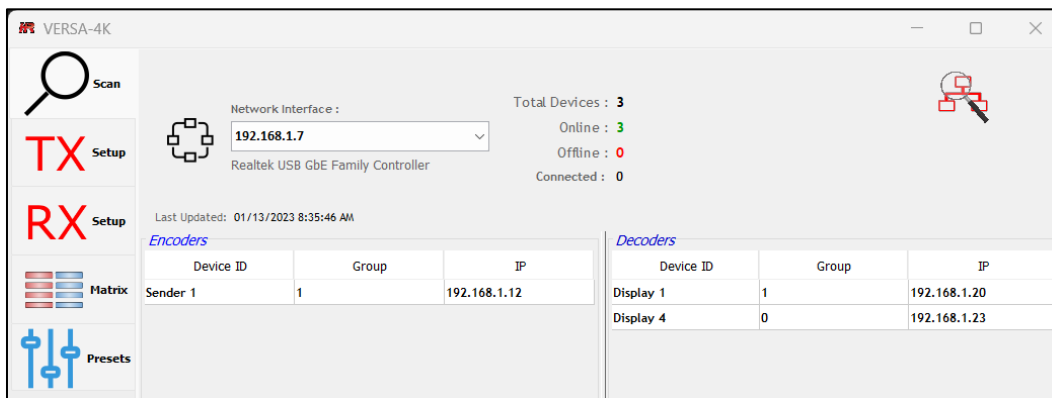 VERSA-4K
Scan
TX Setup
RX Setup
Matrix
Presets
Network Interface :
192.168.1.7
Realtek USB GbE Family Controller
Total Devices : 3
Online : 3
Offline : 0
Connected : 0
Last Updated: 01/13/2023 8:35:46 AM
Encoders
Device ID Group IP
Sender 1 1 192.168.1.12
Decoders
Device ID Group IP
Display 1 1 192.168.1.20
Display 4 0 192.168.1.23